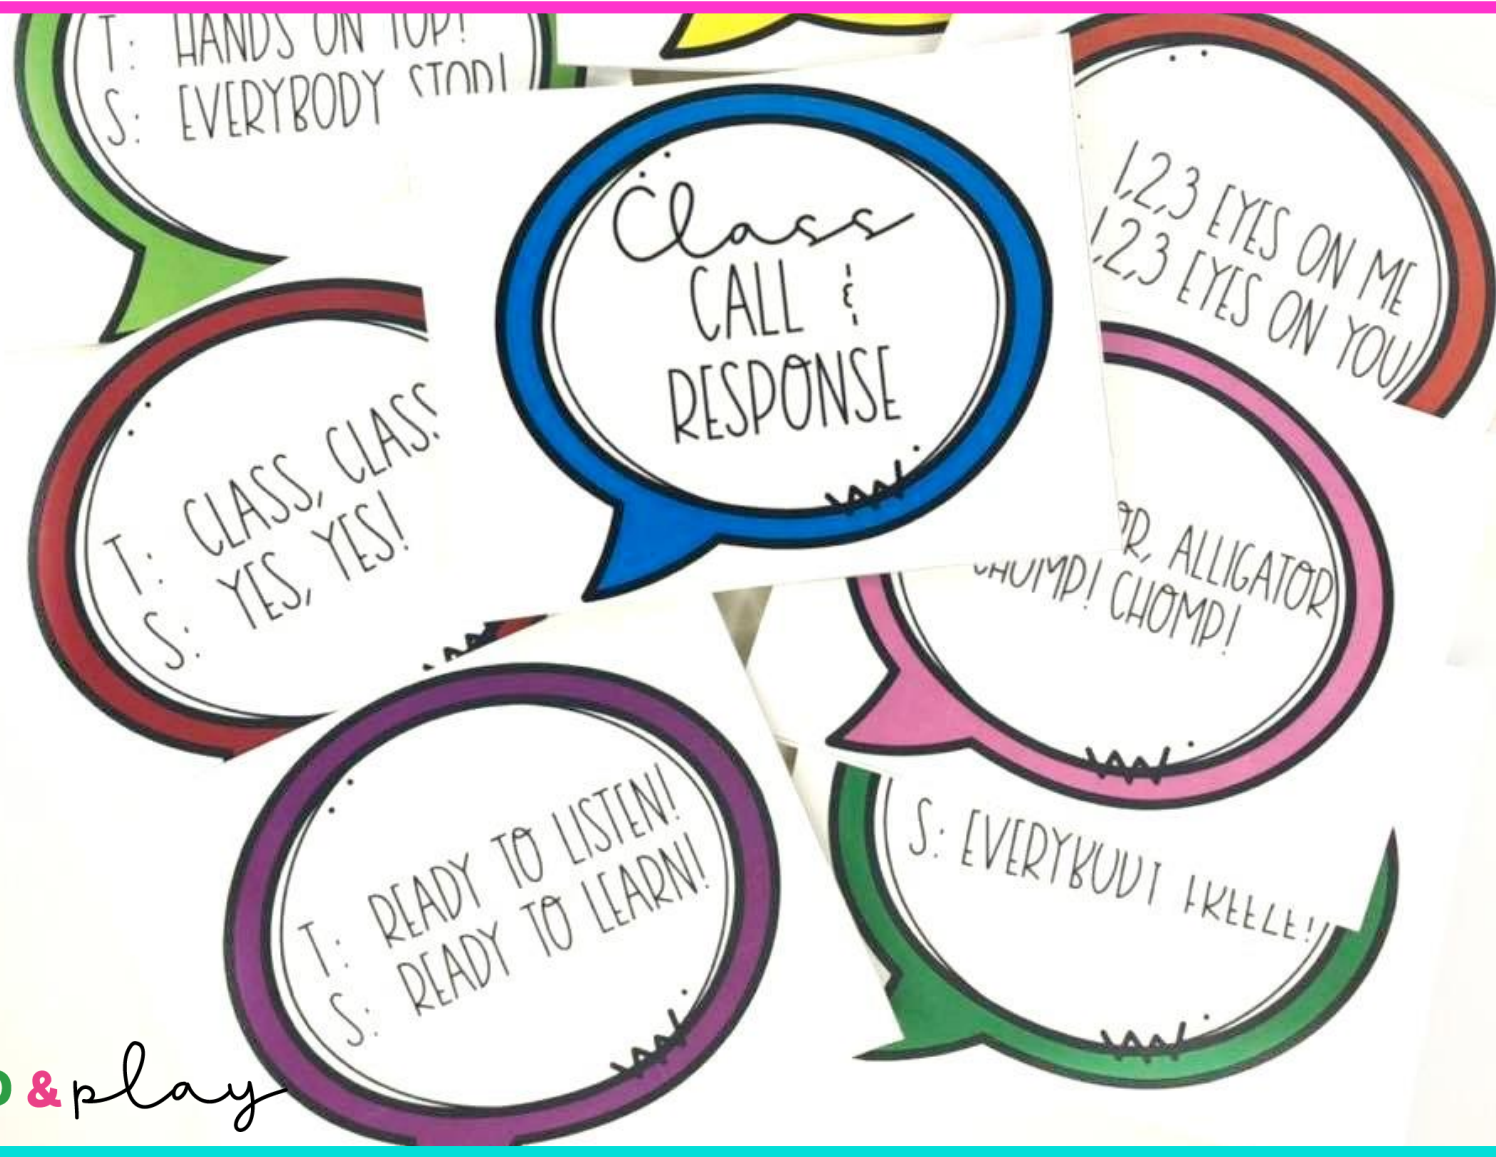 T: HANDS ON TOP!
S: EVERYBODY STOP!
Class
CALL &
RESPONSE
1,2,3 EYES ON ME
1,2,3 EYES ON YOU
T: CLASS, CLASS
S: YES, YES!
ALLIGATOR
CHOMP! CHOMP!
T: READY TO LISTEN!
S: READY TO LEARN!
S: EVERYBODY FREEZE!
& play